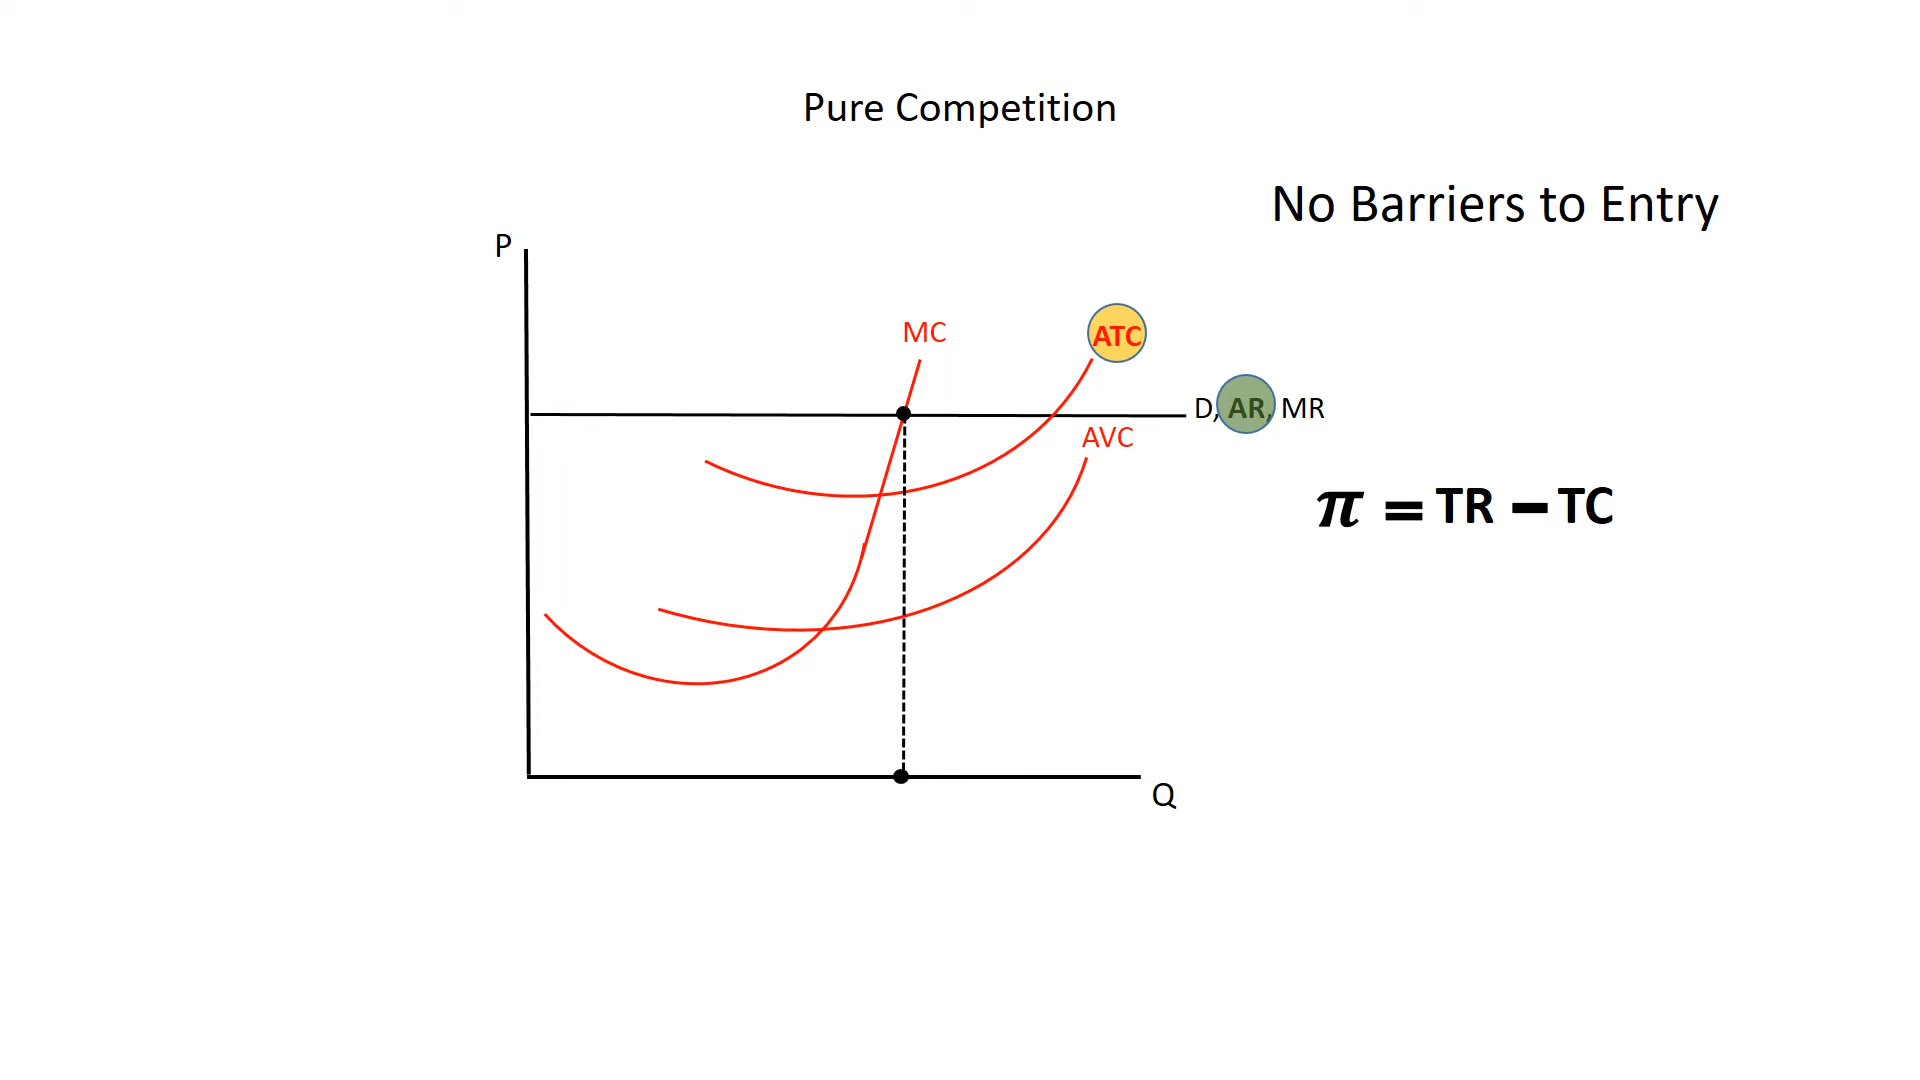 Pure Competition
No Barriers to Entry
P
MC
ATC
D, AR, MR
AVC
π = TR − TC
Q